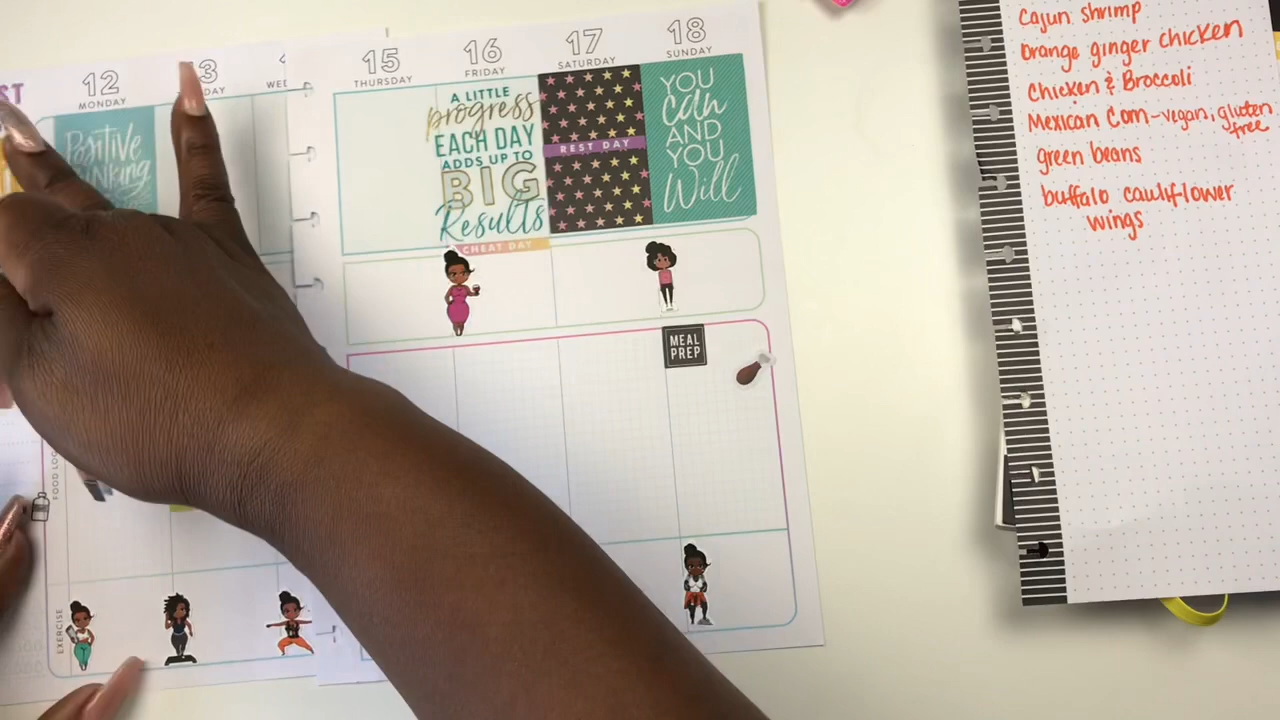 12
MONDAY
Positive
15
THURSDAY
16
FRIDAY
17
SATURDAY
18
SUNDAY
A LITTLE
progress
EACH DAY
ADDS UP TO
BIG
Results
CHEAT DAY
REST DAY
YOU
Can
AND
YOU
Will
MEAL
PREP
EXERCISE
Cajun shrimp
Orange ginger chicken
Chicken & Broccoli
Mexican Corn-vegan, gluten
free
green beans
buffalo cauliflower
wings